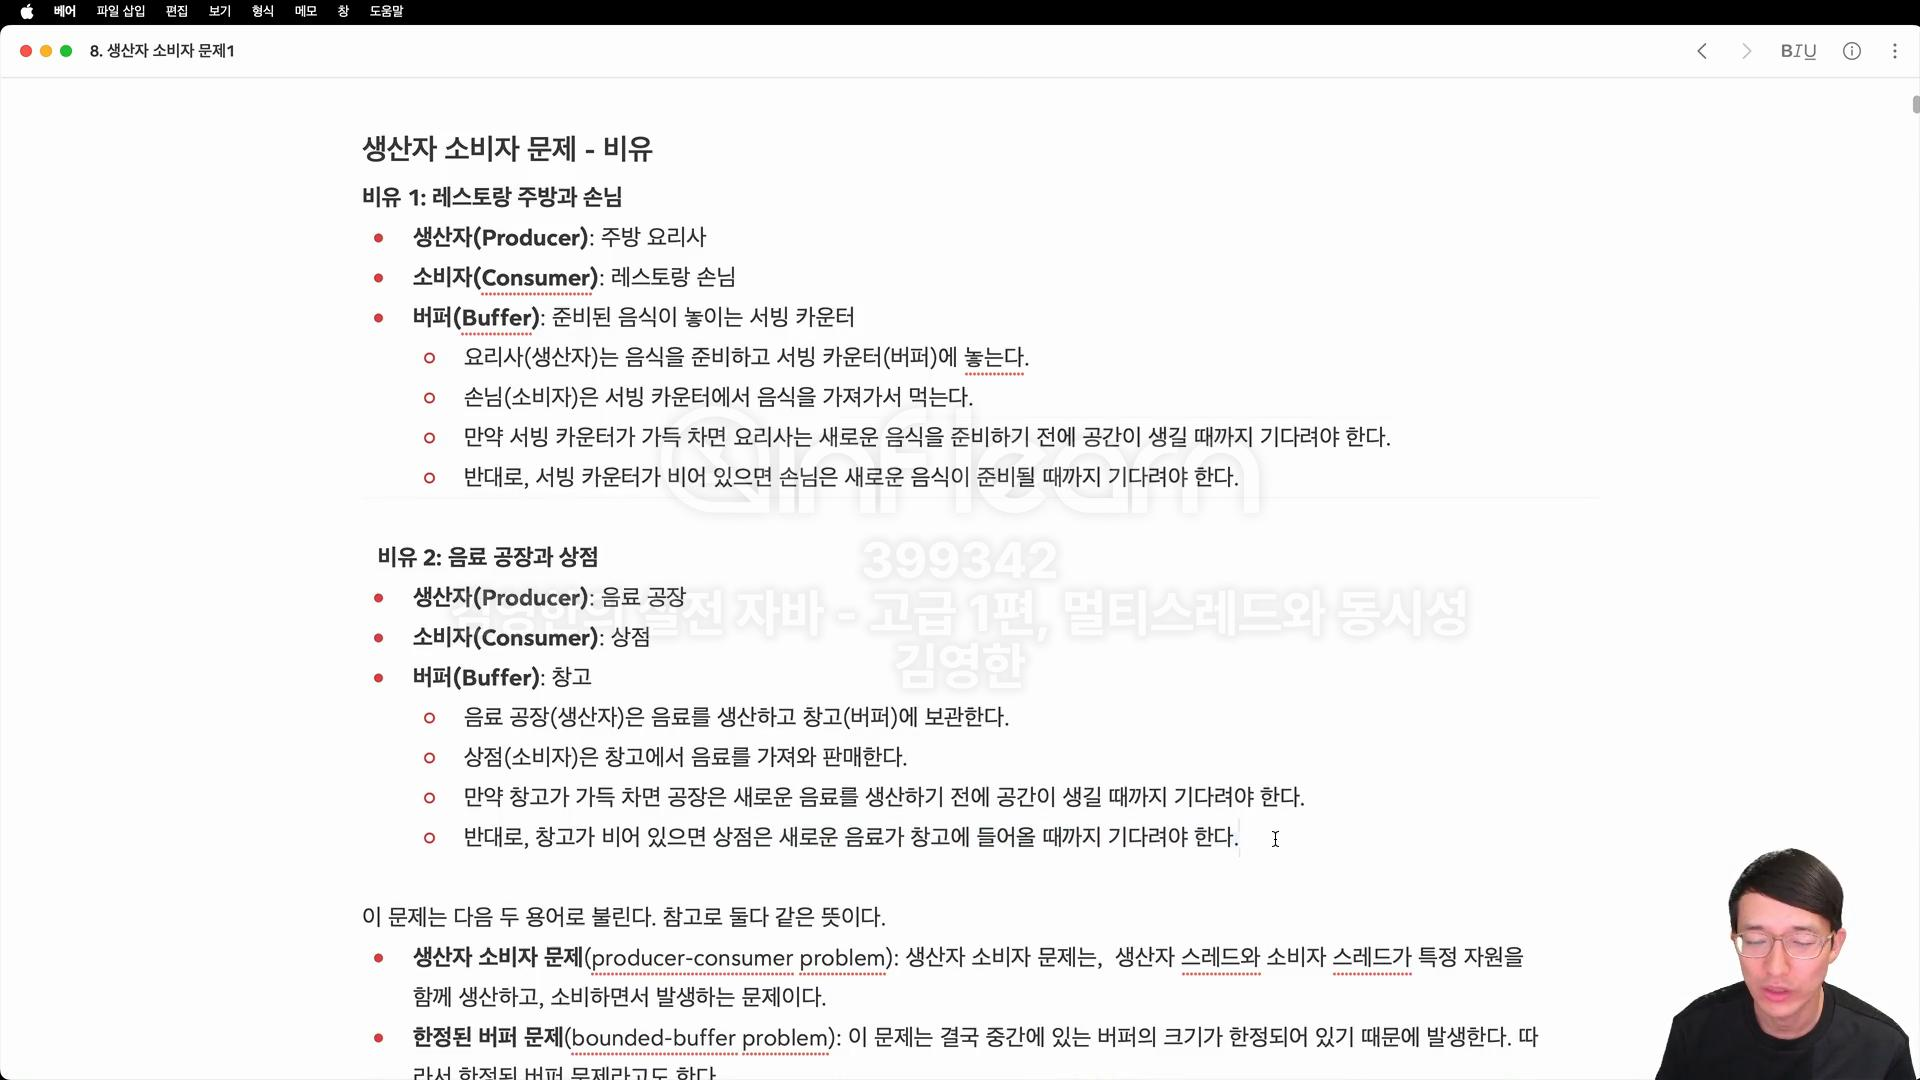 베어 파일 삽입 편집 보기 형식 메모 창 도움말
8. 생산자 소비자 문제1
BIU
생산자 소비자 문제 - 비유
비유 1: 레스토랑 주방과 손님
생산자(Producer): 주방 요리사
소비자(Consumer): 레스토랑 손님
버퍼(Buffer): 준비된 음식이 놓이는 서빙 카운터
요리사(생산자)는 음식을 준비하고 서빙 카운터(버퍼)에 놓는다.
손님(소비자)은 서빙 카운터에서 음식을 가져가서 먹는다.
만약 서빙 카운터가 가득 차면 요리사는 새로운 음식을 준비하기 전에 공간이 생길 때까지 기다려야 한다.
반대로, 서빙 카운터가 비어 있으면 손님은 새로운 음식이 준비될 때까지 기다려야 한다.
inflearn
399342
김영한의 실전 자바 - 고급 1편, 멀티스레드와 동시성
김영한
비유 2: 음료 공장과 상점
생산자(Producer): 음료 공장
소비자(Consumer): 상점
버퍼(Buffer): 창고
음료 공장(생산자)은 음료를 생산하고 창고(버퍼)에 보관한다.
상점(소비자)은 창고에서 음료를 가져와 판매한다.
만약 창고가 가득 차면 공장은 새로운 음료를 생산하기 전에 공간이 생길 때까지 기다려야 한다.
반대로, 창고가 비어 있으면 상점은 새로운 음료가 창고에 들어올 때까지 기다려야 한다.
이 문제는 다음 두 용어로 불린다. 참고로 둘다 같은 뜻이다.
생산자 소비자 문제(producer-consumer problem): 생산자 소비자 문제는, 생산자 스레드와 소비자 스레드가 특정 자원을
함께 생산하고, 소비하면서 발생하는 문제이다.
한정된 버퍼 문제(bounded-buffer problem): 이 문제는 결국 중간에 있는 버퍼의 크기가 한정되어 있기 때문에 발생한다. 따
라서 한정된 버퍼 문제라고도 한다.